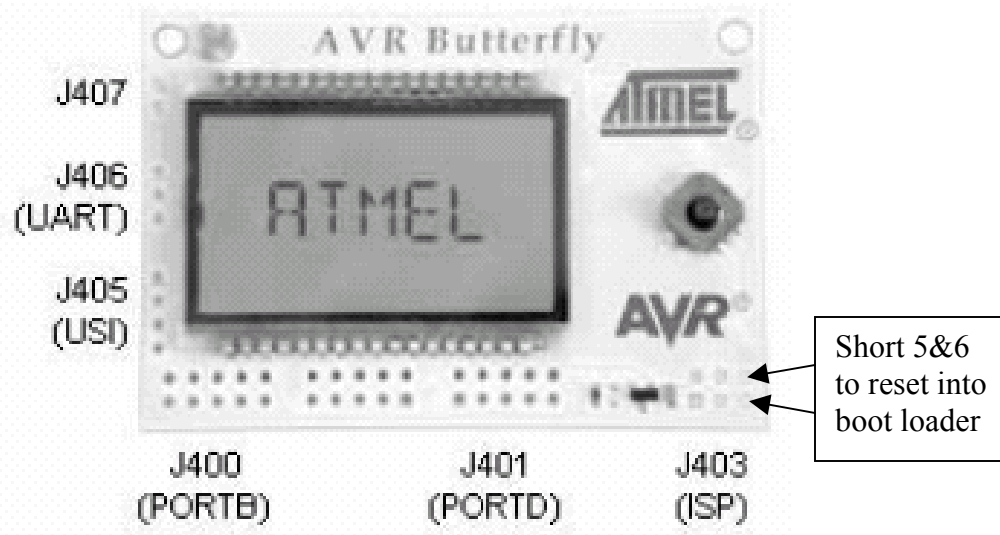 AVR Butterfly
J407
ATMEL
J406
(UART)
ATMEL
J405
(USI)
AVR
Short 5&6
to reset into
boot loader
J400
(PORTB)
J401
(PORTD)
J403
(ISP)